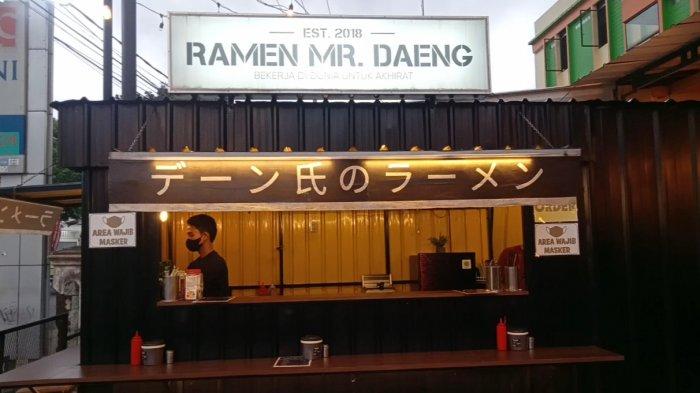 — EST. 2018 —
RAMEN MR. DAENG
BEKERJA DI DUNIA UNTUK AKHIRAT
デーン氏のラーメン
ORDER
AREA WAJIB
MASKER
AREA WAJIB
MASKER
NI